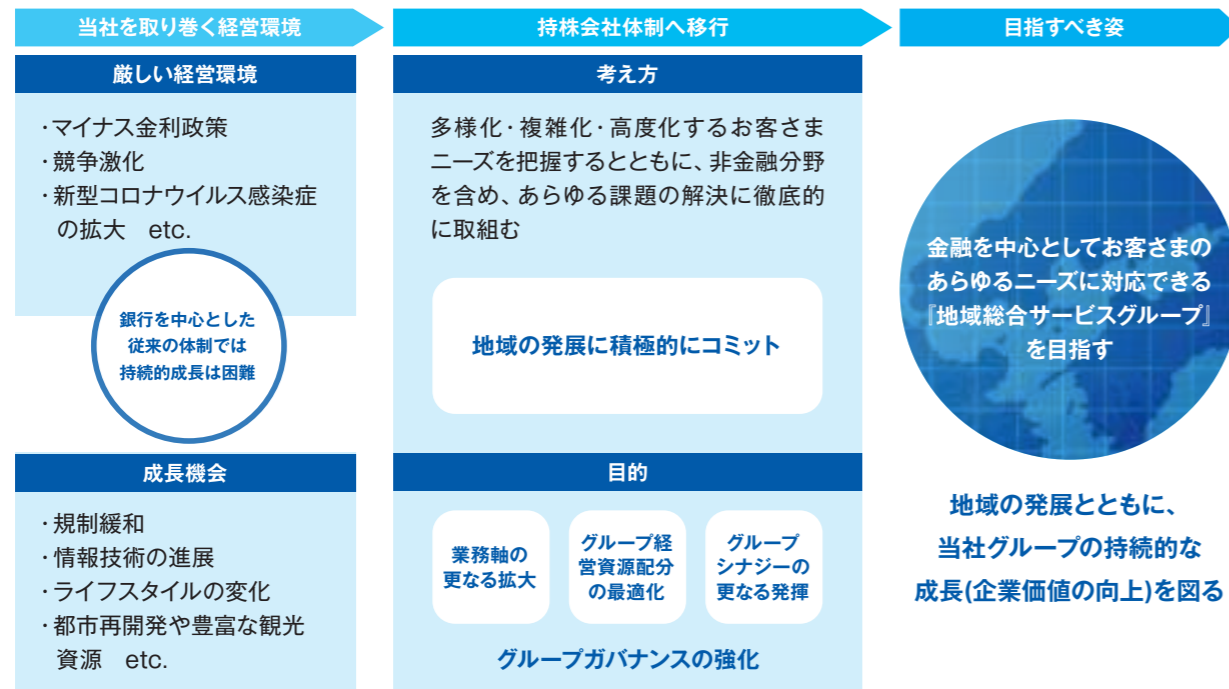 当社を取り巻く経営環境
厳しい経営環境
・マイナス金利政策
・競争激化
・新型コロナウイルス感染症
の拡大　etc.
銀行を中心とした
従来の体制では
持続的成長は困難
成長機会
・規制緩和
・情報技術の進展
・ライフスタイルの変化
・都市再開発や豊富な観光
資源　etc.
持株会社体制へ移行
考え方
多様化・複雑化・高度化するお客さま
ニーズを把握するとともに、非金融分野
を含め、あらゆる課題の解決に徹底的
に取組む
地域の発展に積極的にコミット
目的
業務軸の
更なる拡大
グループ経
営資源配分
の最適化
グループ
シナジーの
更なる発揮
グループガバナンスの強化
目指すべき姿
金融を中心としてお客さまの
あらゆるニーズに対応できる
『地域総合サービスグループ』
を目指す
地域の発展とともに、
当社グループの持続的な
成長(企業価値の向上)を図る